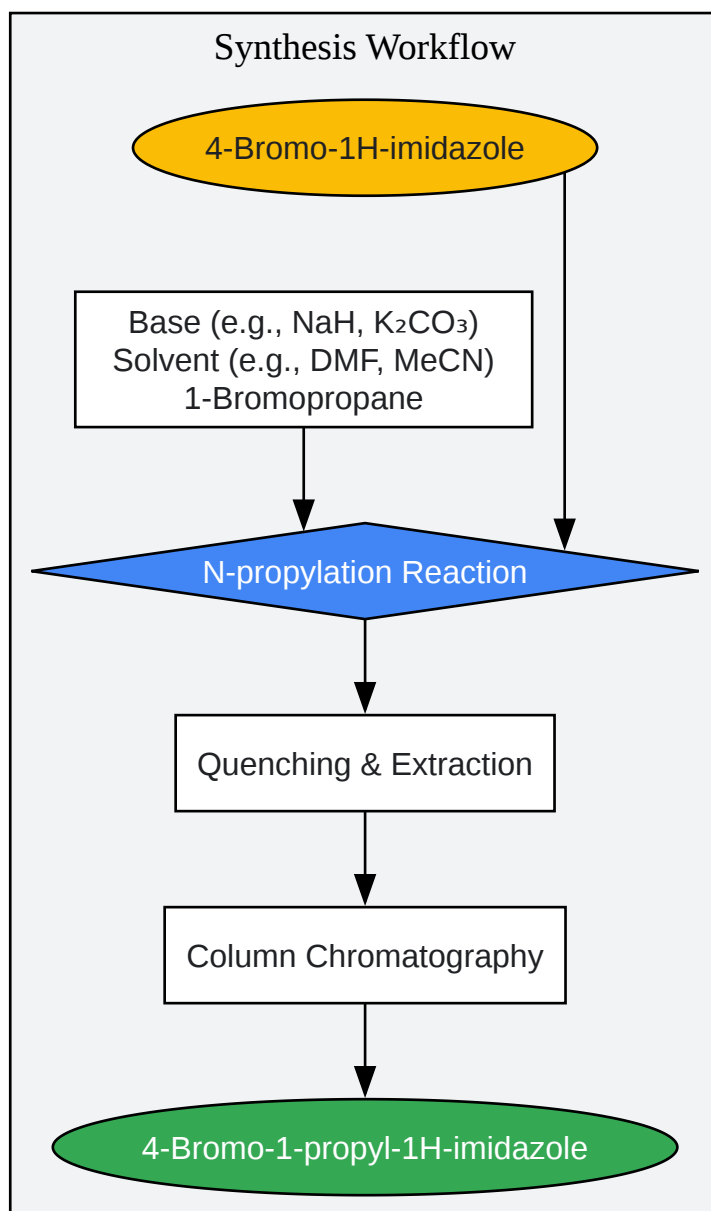 Synthesis Workflow
4-Bromo-1H-imidazole
Base (e.g., NaH, K₂CO₃)
Solvent (e.g., DMF, MeCN)
1-Bromopropane
N-propylation Reaction
Quenching & Extraction
Column Chromatography
4-Bromo-1-propyl-1H-imidazole